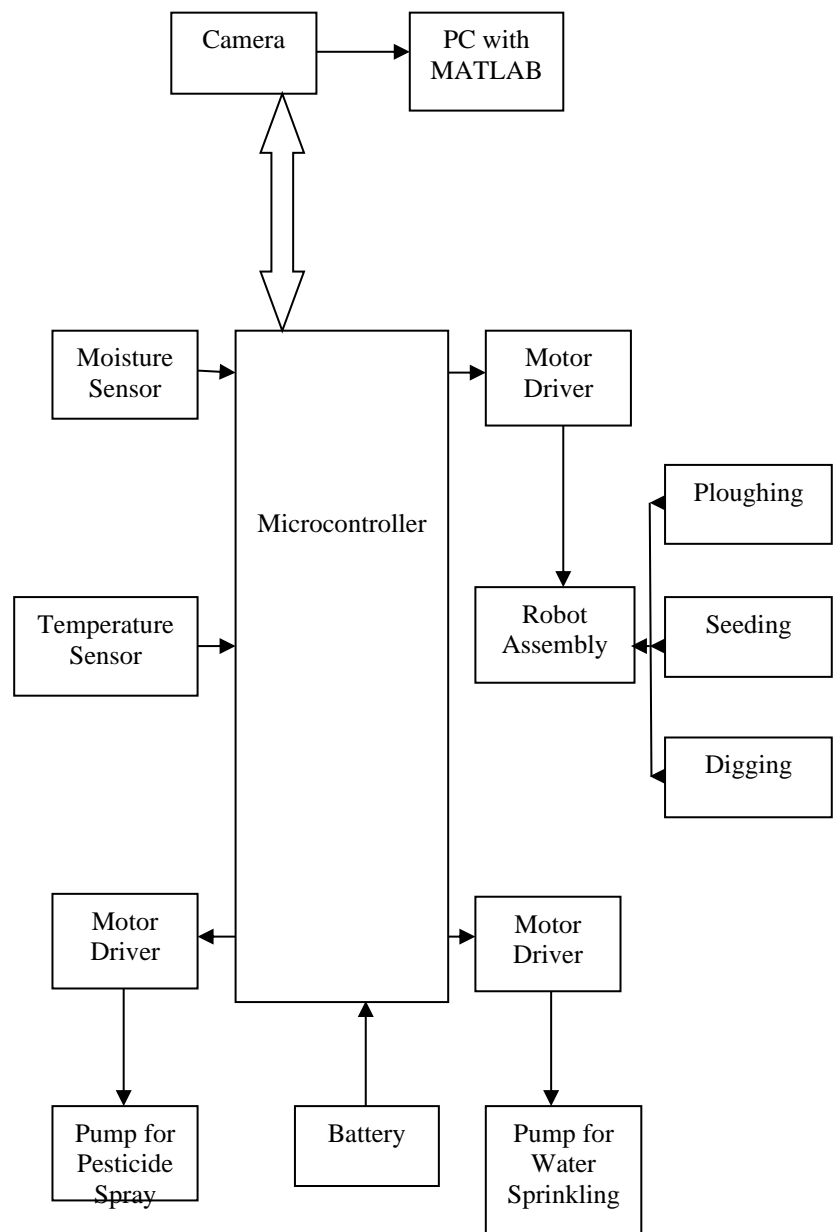 Camera
PC with
MATLAB
Moisture
Sensor
Motor
Driver
Ploughing
Microcontroller
Temperature
Sensor
Robot
Assembly
Seeding
Digging
Motor
Driver
Motor
Driver
Pump for
Pesticide
Spray
Battery
Pump for
Water
Sprinkling